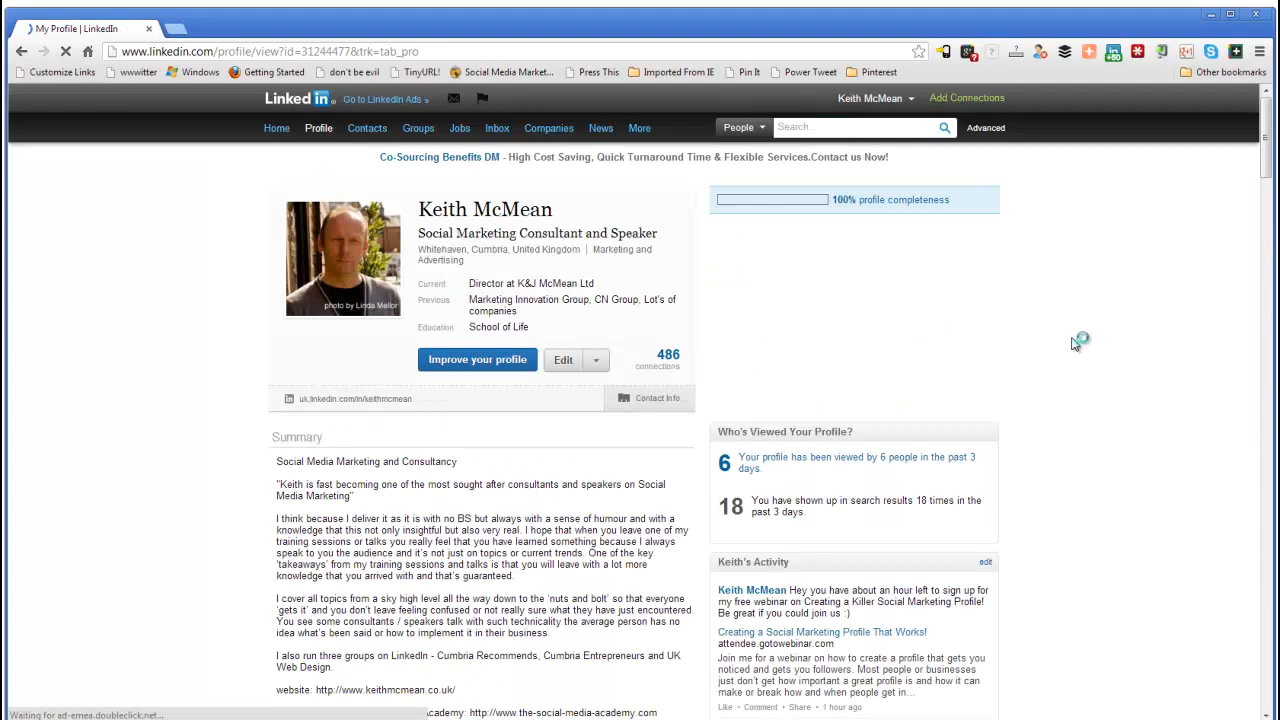 My Profile | LinkedIn
www.linkedin.com/profile/view?id=31244477&trk=tab_pro
Customize Links wwwitter Windows Getting Started don't be evil TinyURL! Social Media Market... Press This Imported From IE Pin It Power Tweet Pinterest Other bookmarks
Linked in Go to LinkedIn Ads » Keith McMean Add Connections
Home Profile Contacts Groups Jobs Inbox Companies News More People Search... Advanced
Co-Sourcing Benefits DM - High Cost Saving, Quick Turnaround Time & Flexible Services.Contact us Now!
Keith McMean
Social Marketing Consultant and Speaker
Whitehaven, Cumbria, United Kingdom | Marketing and
Advertising
Current Director at K&J McMean Ltd
Previous Marketing Innovation Group, CN Group, Lot's of
companies
Education School of Life
Improve your profile Edit 486
connections
uk.linkedin.com/in/keithmcmean Contact Info
photo by Linda Mellor
100% profile completeness
Summary
Social Media Marketing and Consultancy
"Keith is fast becoming one of the most sought after consultants and speakers on Social
Media Marketing"
I think because I deliver it as it is with no BS but always with a sense of humour and with a
knowledge that this not only insightful but also very real. I hope that when you leave one of my
training sessions or talks you really feel that you have learned something because I always
speak to you the audience and it's not just on topics or current trends. One of the key
'takeaways' from my training sessions and talks is that you will leave with a lot more
knowledge that you arrived with and that's guaranteed.
I cover all topics from a sky high level all the way down to the 'nuts and bolt' so that everyone
'gets it' and you don't leave feeling confused or not really sure what they have just encountered.
You see some consultants / speakers talk with such technicality the average person has no
idea what's been said or how to implement it in their business.
I also run three groups on LinkedIn - Cumbria Recommends, Cumbria Entrepreneurs and UK
Web Design.
website: http://www.keithmcmean.co.uk/
Academy: http://www.the-social-media-academy.com
Who's Viewed Your Profile?
6 Your profile has been viewed by 6 people in the past 3
days.
18 You have shown up in search results 18 times in the
past 3 days.
Keith's Activity edit
Keith McMean Hey you have about an hour left to sign up for
my free webinar on Creating a Killer Social Marketing Profile!
Be great if you could join us :)
Creating a Social Marketing Profile That Works!
attendee.gotowebinar.com
Join me for a webinar on how to create a profile that gets you
noticed and gets you followers. Most people or businesses
just don't get how important a great profile is and how it can
make or break how and when people get in...
Like • Comment • Share • 1 hour ago
Waiting for ad-emea.doubleclick.net...